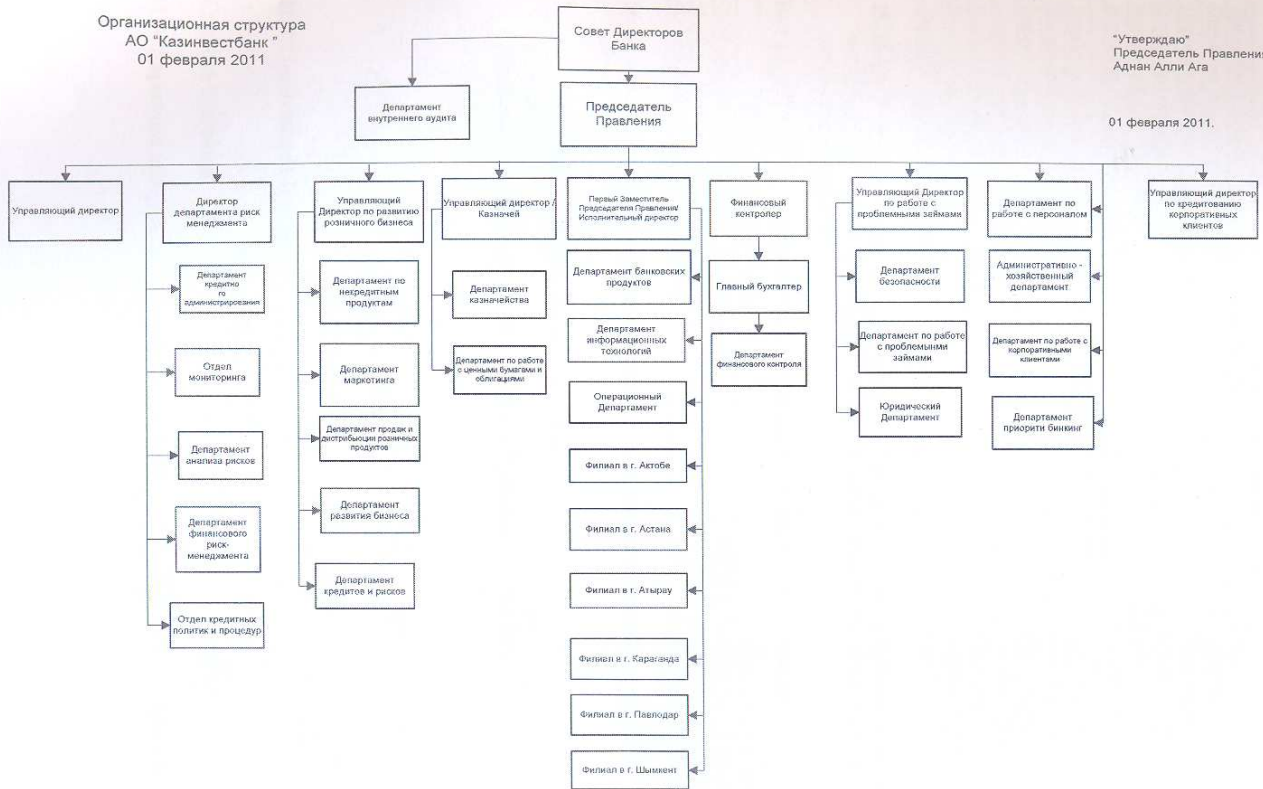 Организационная структура
АО "Казинвестбанк "
01 февраля 2011
Совет Директоров
Банка
"Утверждаю"
Председатель Правления
Аднан Алли Ага
01 февраля 2011.
Департамент
внутреннего аудита
Председатель
Правления
Управляющий директор
Директор
департамента риск
менеджмента
Управляющий
Директор по развитию
розничного бизнеса
Управляющий директор /
Казначей
Первый Заместитель
Председателя Правления/
Исполнительный директор
Финансовый
контролер
Управляющий Директор
по работе с
проблемными займами
Департамент по
работе с персоналом
Управляющий директор
по кредитованию
корпоративных
клиентов
Департамент
кредитно
го
администрирования
Отдел
мониторинга
Департамент
анализа рисков
Департамент
финансового
риск-
менеджмента
Отдел кредитных
политик и процедур
Департамент по
некредитным
продуктам
Департамент
маркотинга
Департамент продаж и
дистрибьюции розничных
продуктов
Департамент
развития бизнеса
Департамент
кредитов и рисков
Департамент
казначейства
Департамент по работе
с ценными бумагами и
облигациями
Департамент банковских
продуктов
Департамент
информационных
технологий
Операционный
Департамент
Филиал в г. Актобе
Филиал в г. Астана
Филиал в г. Атырау
Филиал в г. Караганда
Филиал в г. Павлодар
Филиал в г. Шымкент
Главный бухгалтер
Департамент
финансового контроля
Департамент
безопасности
Департамент по работе
с проблемными
займами
Юридический
Департамент
Административно -
хозяйственный
департамент
Департамент по работе с
корпоративными
клиентами
Департамент
приорити бинкинг